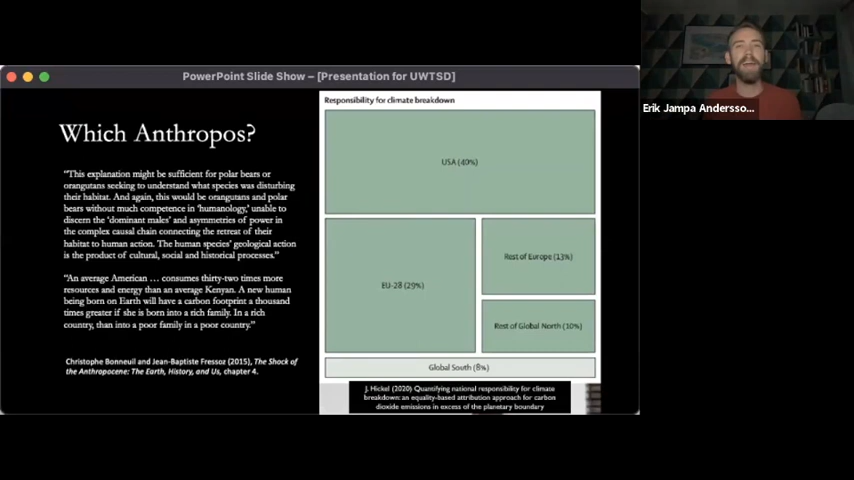 PowerPoint Slide Show – [Presentation for UWTSD]
Which Anthropos?
“This explanation might be sufficient for polar bears or
orangutans seeking to understand what species was disturbing
their habitat. And again, this would be orangutans and polar
bears without much competence in ‘humanology,’ unable to
discern the ‘dominant males’ and asymmetries of power in
the complex causal chain connecting the retreat of their
habitat to human action. The human species’ geological action
is the product of cultural, social and historical processes.”
“An average American … consumes thirty-two times more
resources and energy than an average Kenyan. A new human
being born on Earth will have a carbon footprint a thousand
times greater if she is born into a rich family. In a rich
country, than into a poor family in a poor country.”
Christophe Bonneuil and Jean-Baptiste Fressoz (2015), The Shock
of the Anthropocene: The Earth, History, and Us, chapter 4.
Responsibility for climate breakdown
USA (40%)
EU-28 (29%)
Rest of Europe (13%)
Rest of Global North (10%)
Global South (8%)
J. Hickel (2020) Quantifying national responsibility for climate
breakdown: an equality-based attribution approach for carbon
dioxide emissions in excess of the planetary boundary
Erik Jampa Andersso...